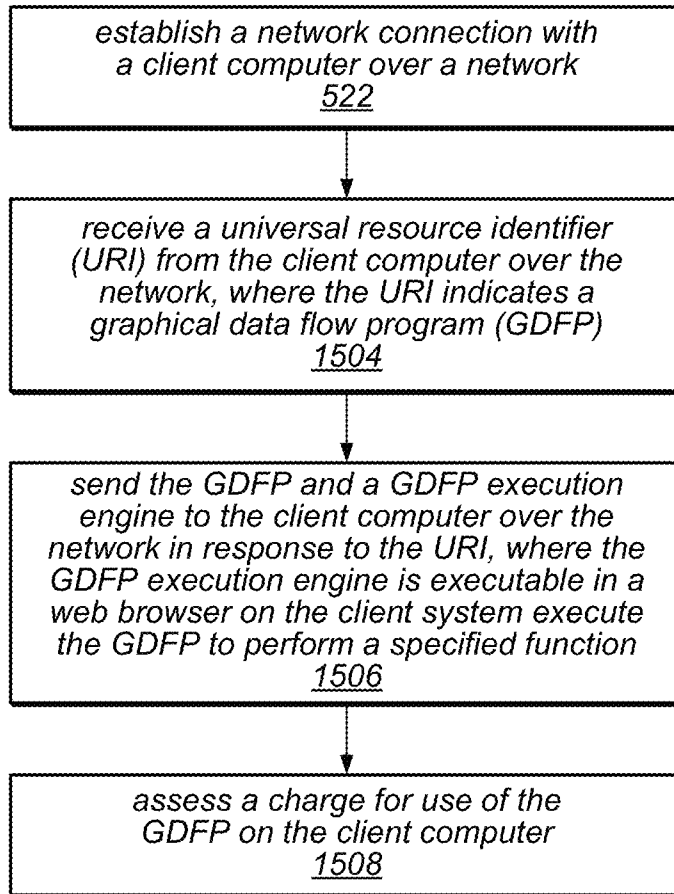 establish a network connection with
a client computer over a network
522
receive a universal resource identifier
(URI) from the client computer over the
network, where the URI indicates a
graphical data flow program (GDFP)
1504
send the GDFP and a GDFP execution
engine to the client computer over the
network in response to the URI, where the
GDFP execution engine is executable in a
web browser on the client system execute
the GDFP to perform a specified function
1506
assess a charge for use of the
GDFP on the client computer
1508